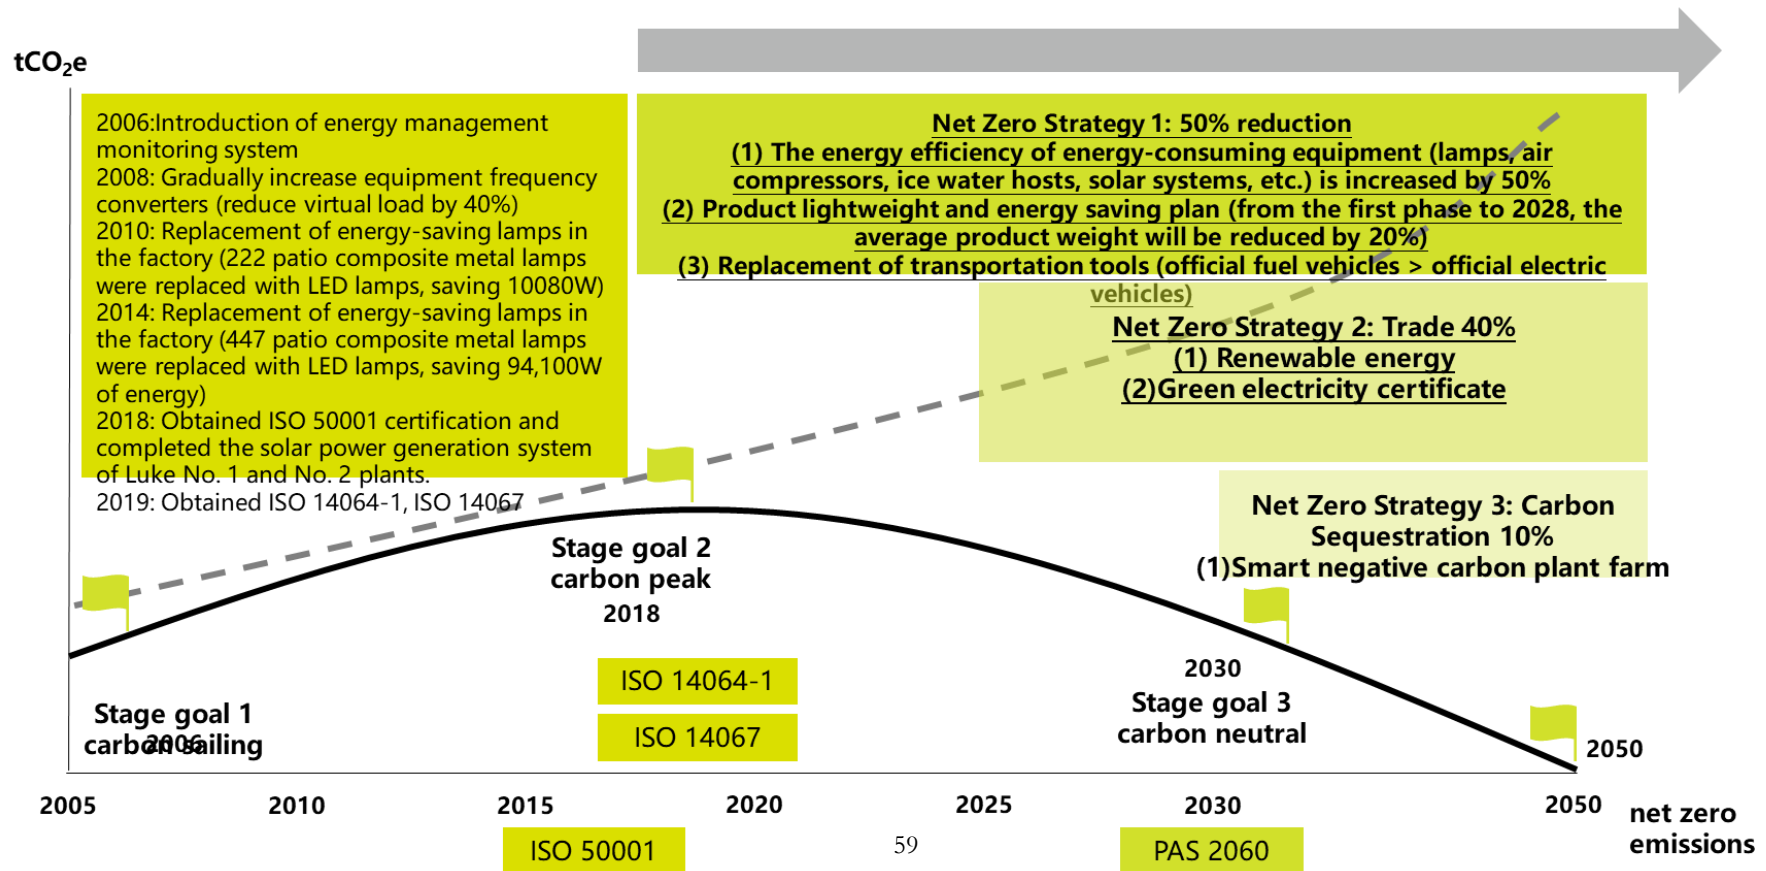 tCO₂e
2006:Introduction of energy management
monitoring system
2008: Gradually increase equipment frequency
converters (reduce virtual load by 40%)
2010: Replacement of energy-saving lamps in
the factory (222 patio composite metal lamps
were replaced with LED lamps, saving 10080W)
2014: Replacement of energy-saving lamps in
the factory (447 patio composite metal lamps
were replaced with LED lamps, saving 94,100W
of energy)
2018: Obtained ISO 50001 certification and
completed the solar power generation system
of Luke No. 1 and No. 2 plants.
2019: Obtained ISO 14064-1, ISO 14067
Net Zero Strategy 1: 50% reduction
(1) The energy efficiency of energy-consuming equipment (lamps, air
compressors, ice water hosts, solar systems, etc.) is increased by 50%
(2) Product lightweight and energy saving plan (from the first phase to 2028, the
average product weight will be reduced by 20%)
(3) Replacement of transportation tools (official fuel vehicles > official electric
vehicles)
Net Zero Strategy 2: Trade 40%
(1) Renewable energy
(2)Green electricity certificate
Net Zero Strategy 3: Carbon
Sequestration 10%
(1)Smart negative carbon plant farm
Stage goal 2
carbon peak
2018
ISO 14064-1
ISO 14067
2030
Stage goal 3
carbon neutral
Stage goal 1
carbon sailing
2006
2050
2005
2010
2015
2020
2025
2030
2050
net zero
emissions
ISO 50001
59
PAS 2060